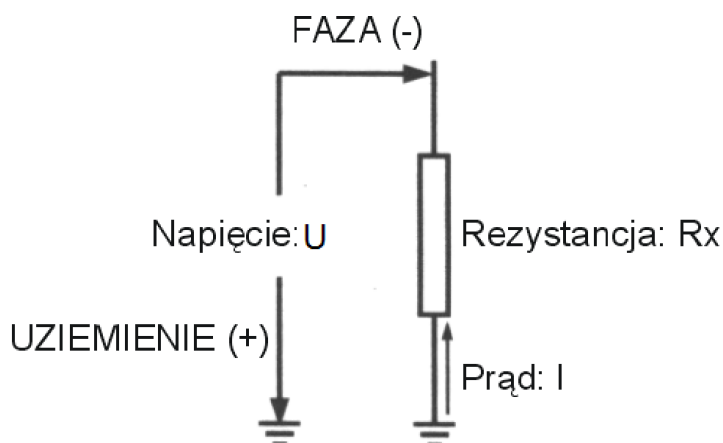 FAZA (-)
Napięcie: U
Rezystancja: Rx
UZIEMIENIE (+)
Prąd: I